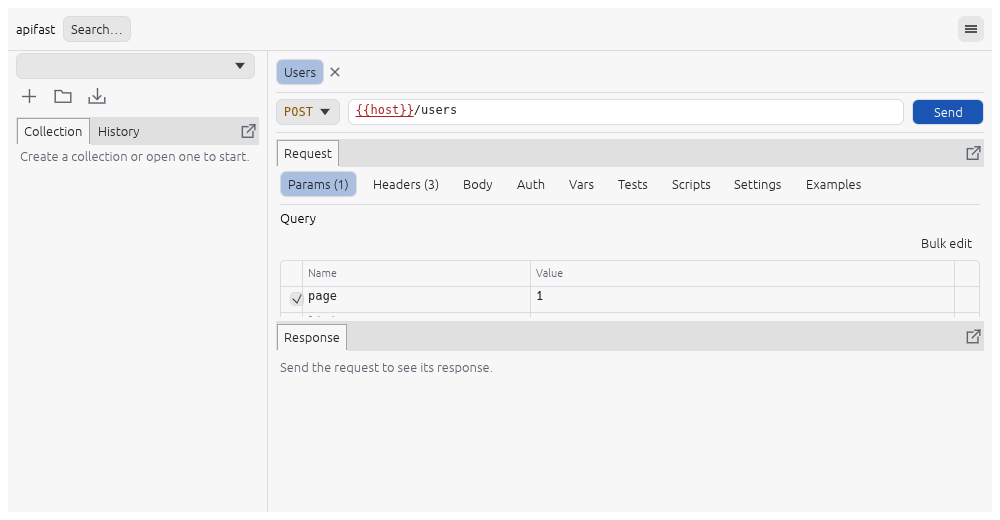 apifast
Search...
Users
POST
{{host}}/users
Send
Collection
History
Create a collection or open one to start.
Request
Params (1)
Headers (3)
Body
Auth
Vars
Tests
Scripts
Settings
Examples
Query
Bulk edit
Name
Value
page
1
Response
Send the request to see its response.